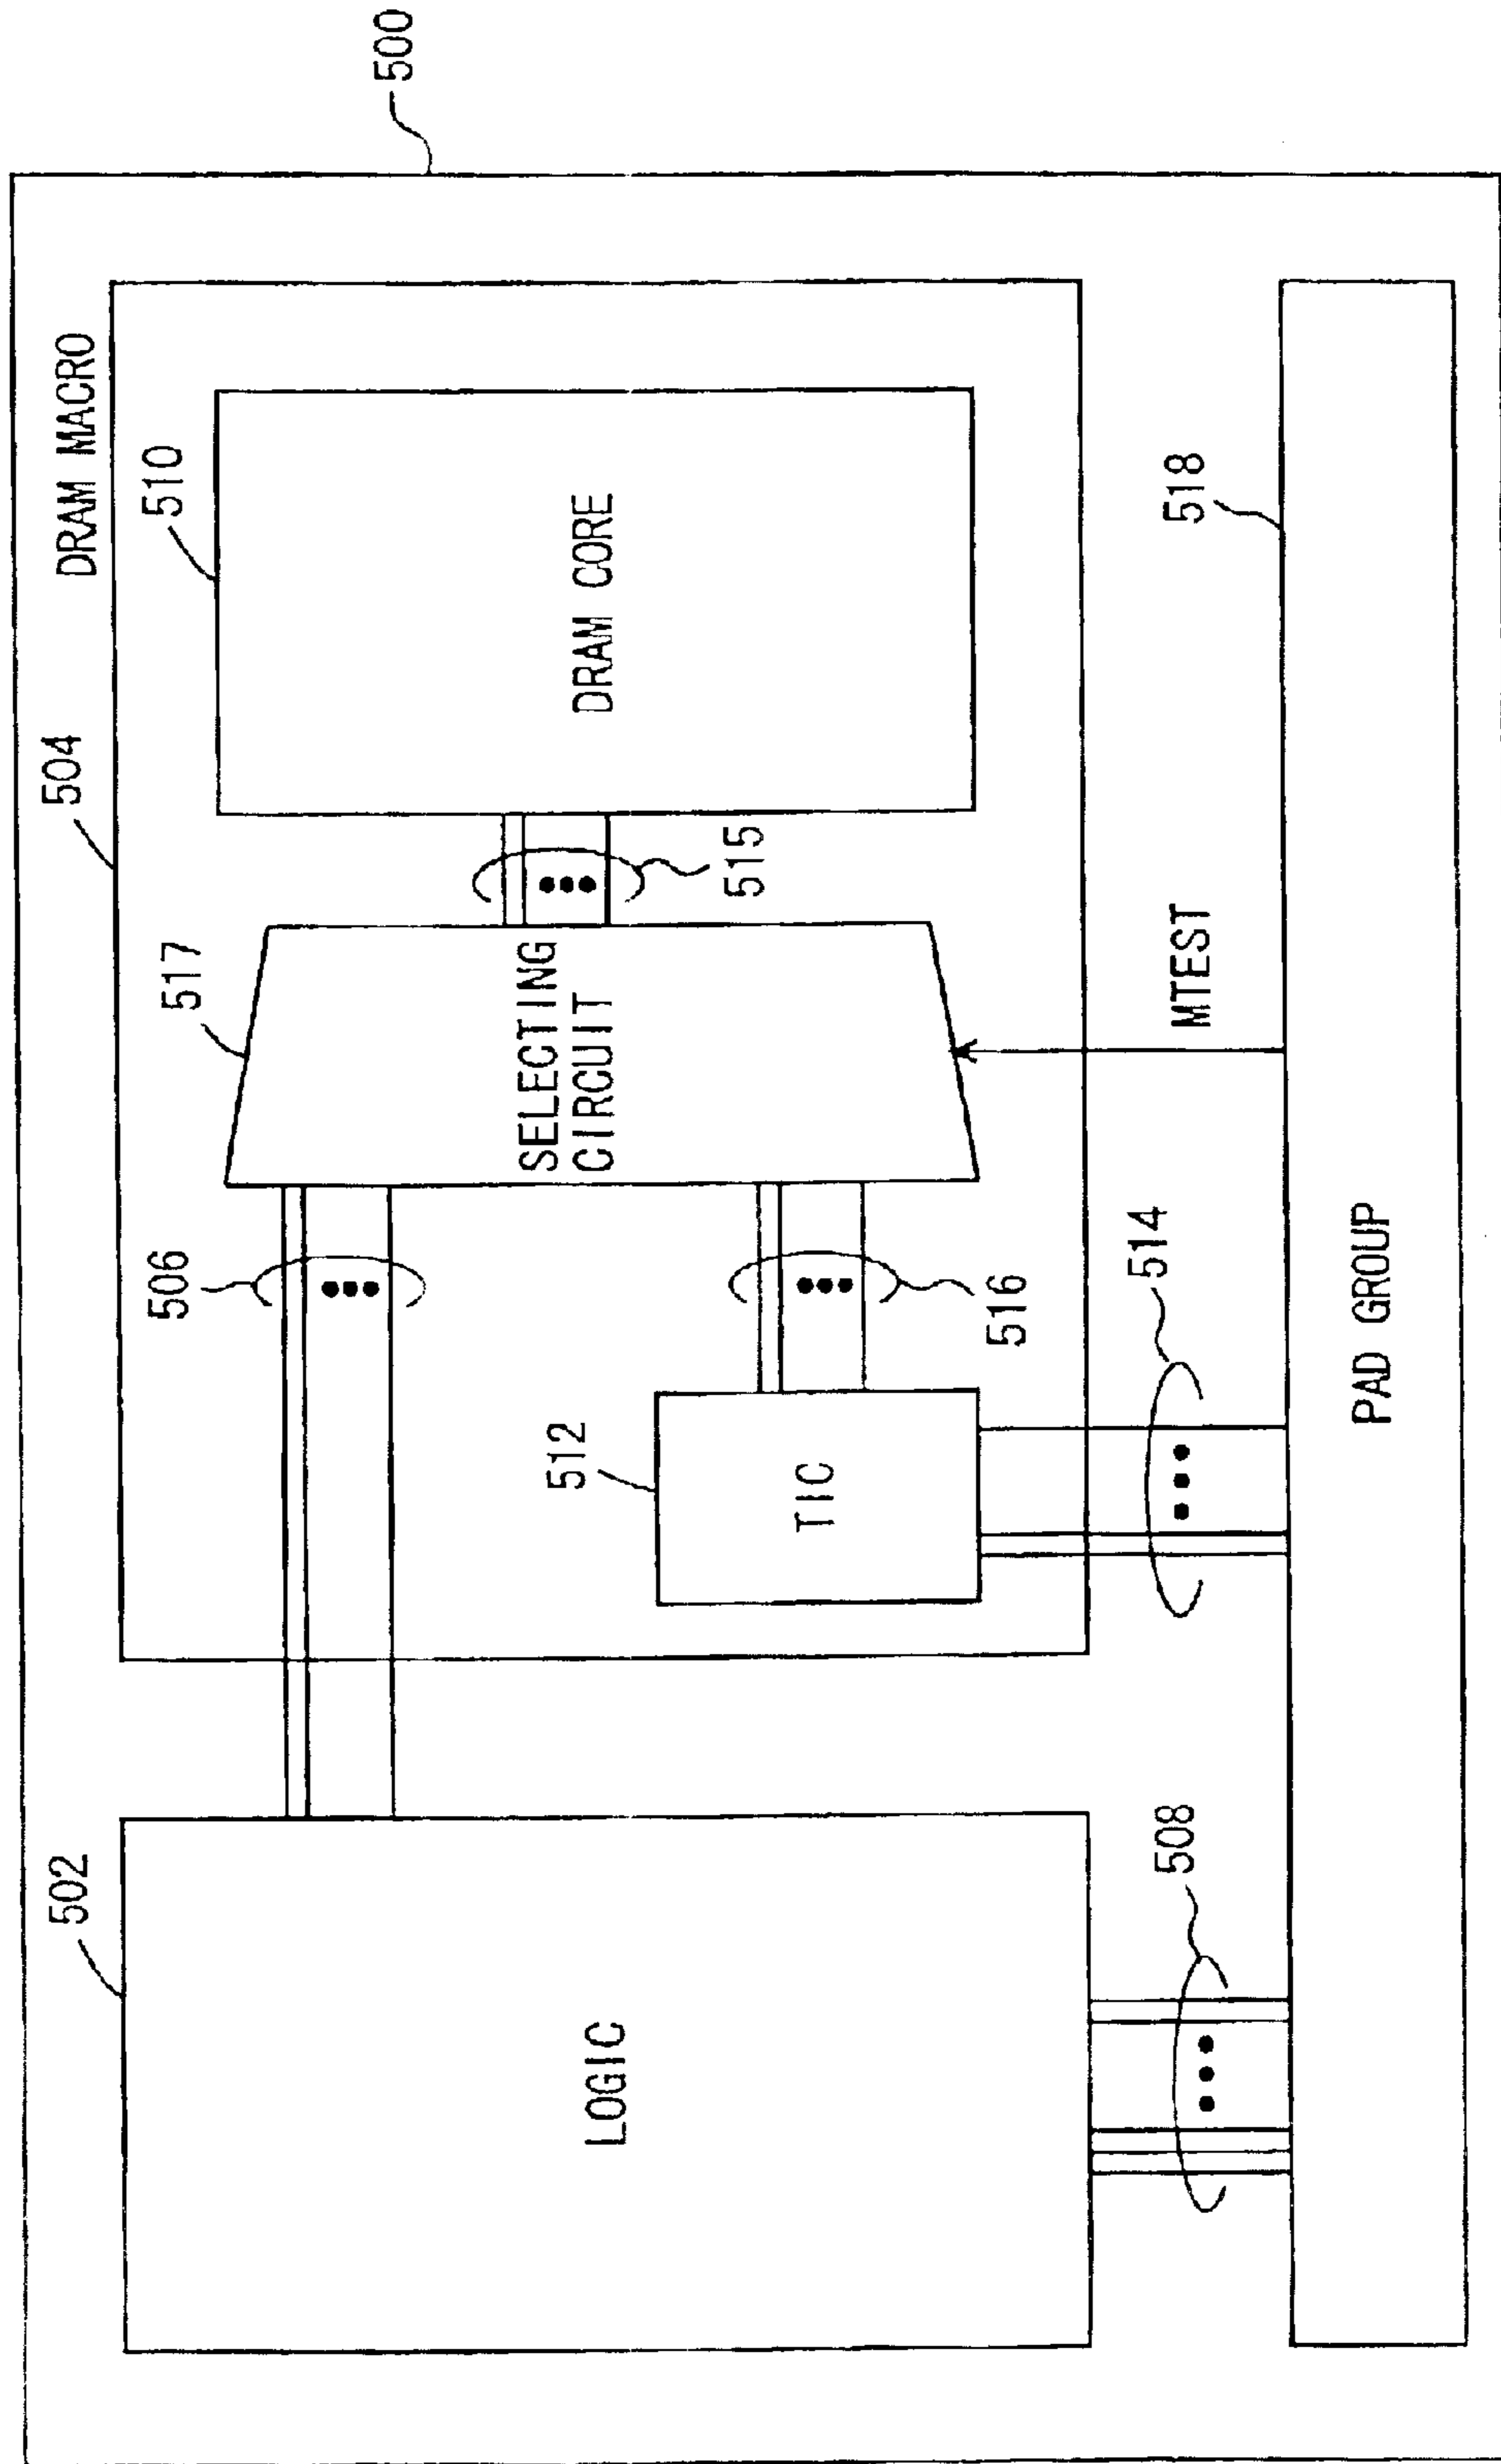 500
DRAM MACRO
504
502
510
517
506
DRAM CORE
515
SELECTING
CIRCUIT
516
512
TIC
LOGIC
MTEST
518
514
508
PAD GROUP